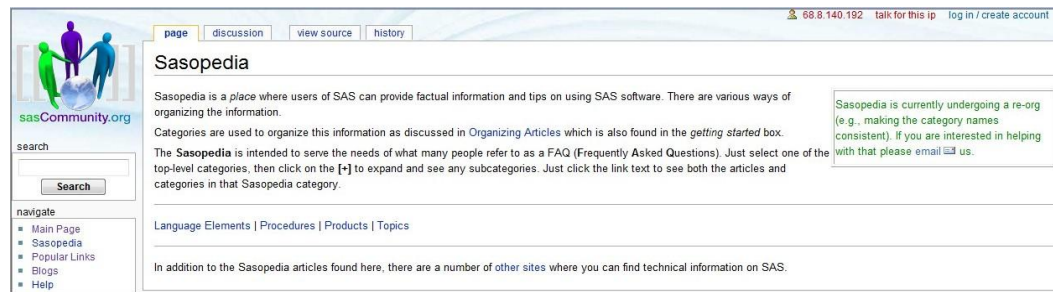 68.8.140.192 talk for this ip log in / create account
page discussion view source history
Sasopedia
Sasopedia is a place where users of SAS can provide factual information and tips on using SAS software. There are various ways of
organizing the information.
Categories are used to organize this information as discussed in Organizing Articles which is also found in the getting started box.
The Sasopedia is intended to serve the needs of what many people refer to as a FAQ (Frequently Asked Questions). Just select one of the
top-level categories, then click on the [+] to expand and see any subcategories. Just click the link text to see both the articles and
categories in that Sasopedia category.
Sasopedia is currently undergoing a re-org
(e.g., making the category names
consistent). If you are interested in helping
with that please email us.
Language Elements | Procedures | Products | Topics
In addition to the Sasopedia articles found here, there are a number of other sites where you can find technical information on SAS.
sasCommunity.org
search
Search
navigate
Main Page
Sasopedia
Popular Links
Blogs
Help